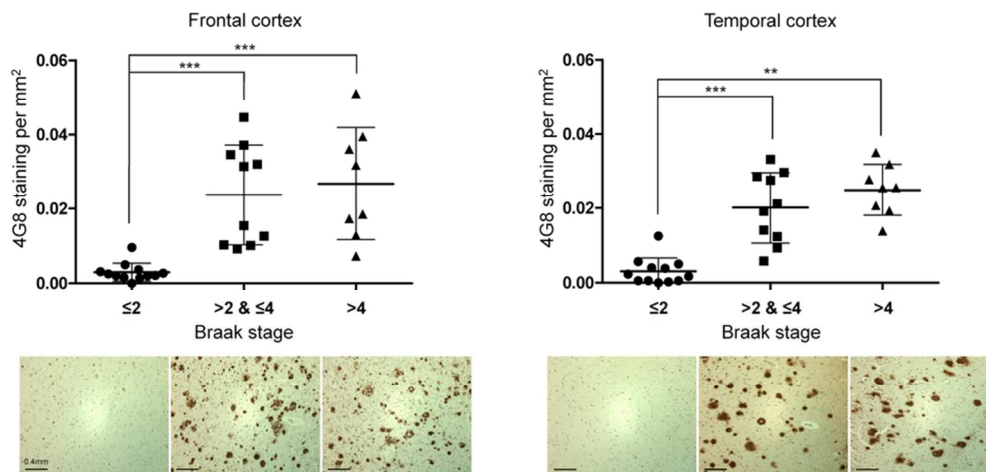 Frontal cortex
4G8 staining per mm²
0.06
0.04
0.02
0.00
***
***
≤2
>2 & ≤4
>4
Braak stage
0.4mm
Temporal cortex
4G8 staining per mm²
0.06
0.04
0.02
0.00
**
***
≤2
>2 & ≤4
>4
Braak stage